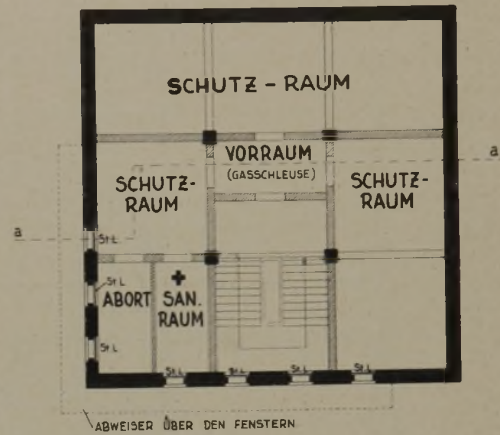 SCHUTZ - RAUM
VORRAUM
(GASSCHLEUSE)
a
SCHUTZ-
RAUM
SCHUTZ-
RAUM
a
St.L
St.L
ABORT
SAN.
RAUM
St.L
St.L
St.L
St.L
St.L
ABWEISER ÜBER DEN FENSTERN